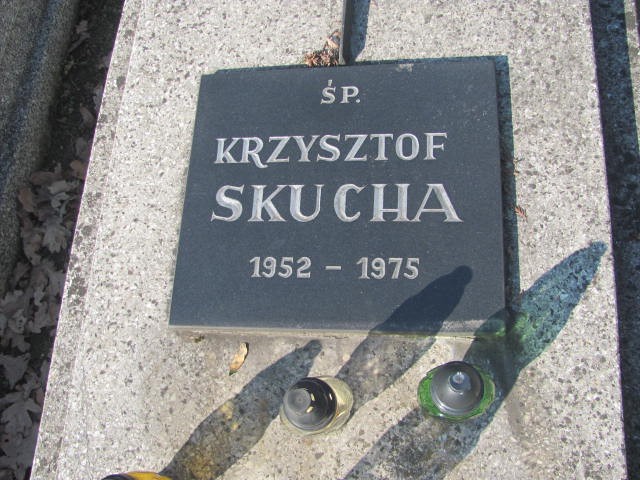 ŚP.
KRZYSZTOF
SKUCHA
1952 – 1975